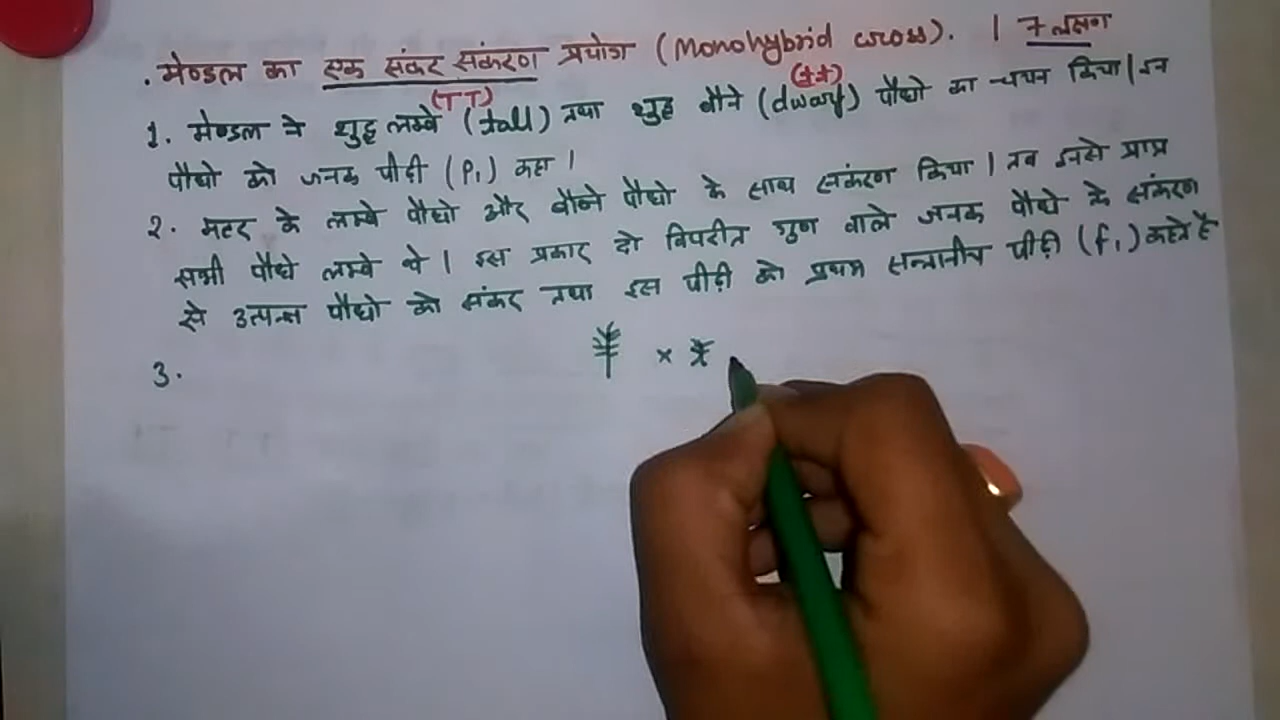 . मेण्डल का एक संकर संकरण प्रयोग (Monohybrid cross). | 7 लक्षण
(TT) (tt)
1. मेण्डल ने शुद्ध लम्बे (tall) तथा शुद्ध बौने (dwarf) पौधो का चयन किया | इन
पौधो को जनक पीढी (P1) कहा |
2. मटर के लम्बे पौधो और बौने पौधो के साथ संकरण किया | तब इनसे प्राप्त
सभी पौधे लम्बे थे | इस प्रकार दो विपरीत गुण वाले जनक पौधो के संकरण
से उत्पन्न पौधो को संकर तथा इस पीढ़ी को प्रथम सन्तानीय पीढ़ी (f1) कहते है
3. ×